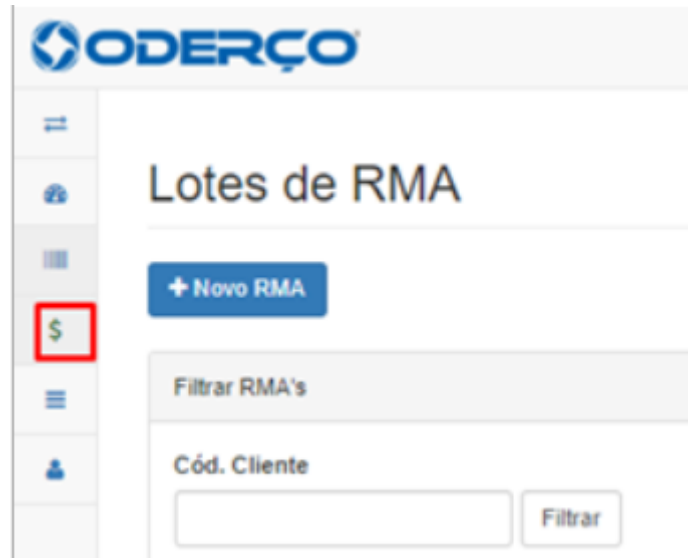 ODERÇO
Lotes de RMA
+ Novo RMA
$
Filtrar RMA's
Cód. Cliente
Filtrar